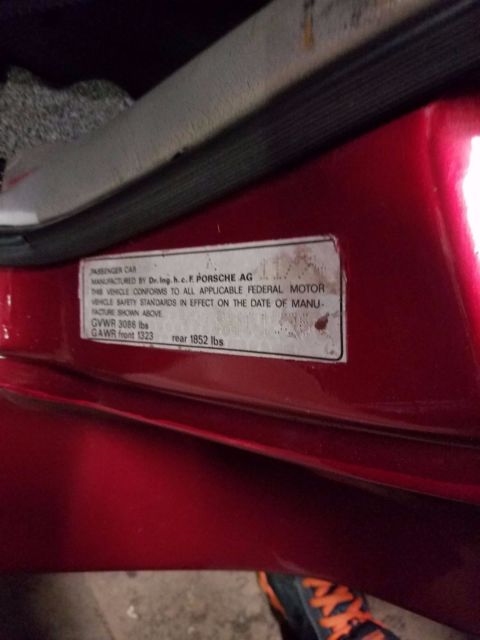 PASSENGER CAR
MANUFACTURED BY Dr. Ing. h. c. F. PORSCHE AG
THIS VEHICLE CONFORMS TO ALL APPLICABLE FEDERAL MOTOR
VEHICLE SAFETY STANDARDS IN EFFECT ON THE DATE OF MANU-
FACTURE SHOWN ABOVE.
GVWR 3086 lbs
GAWR front 1323 rear 1852 lbs